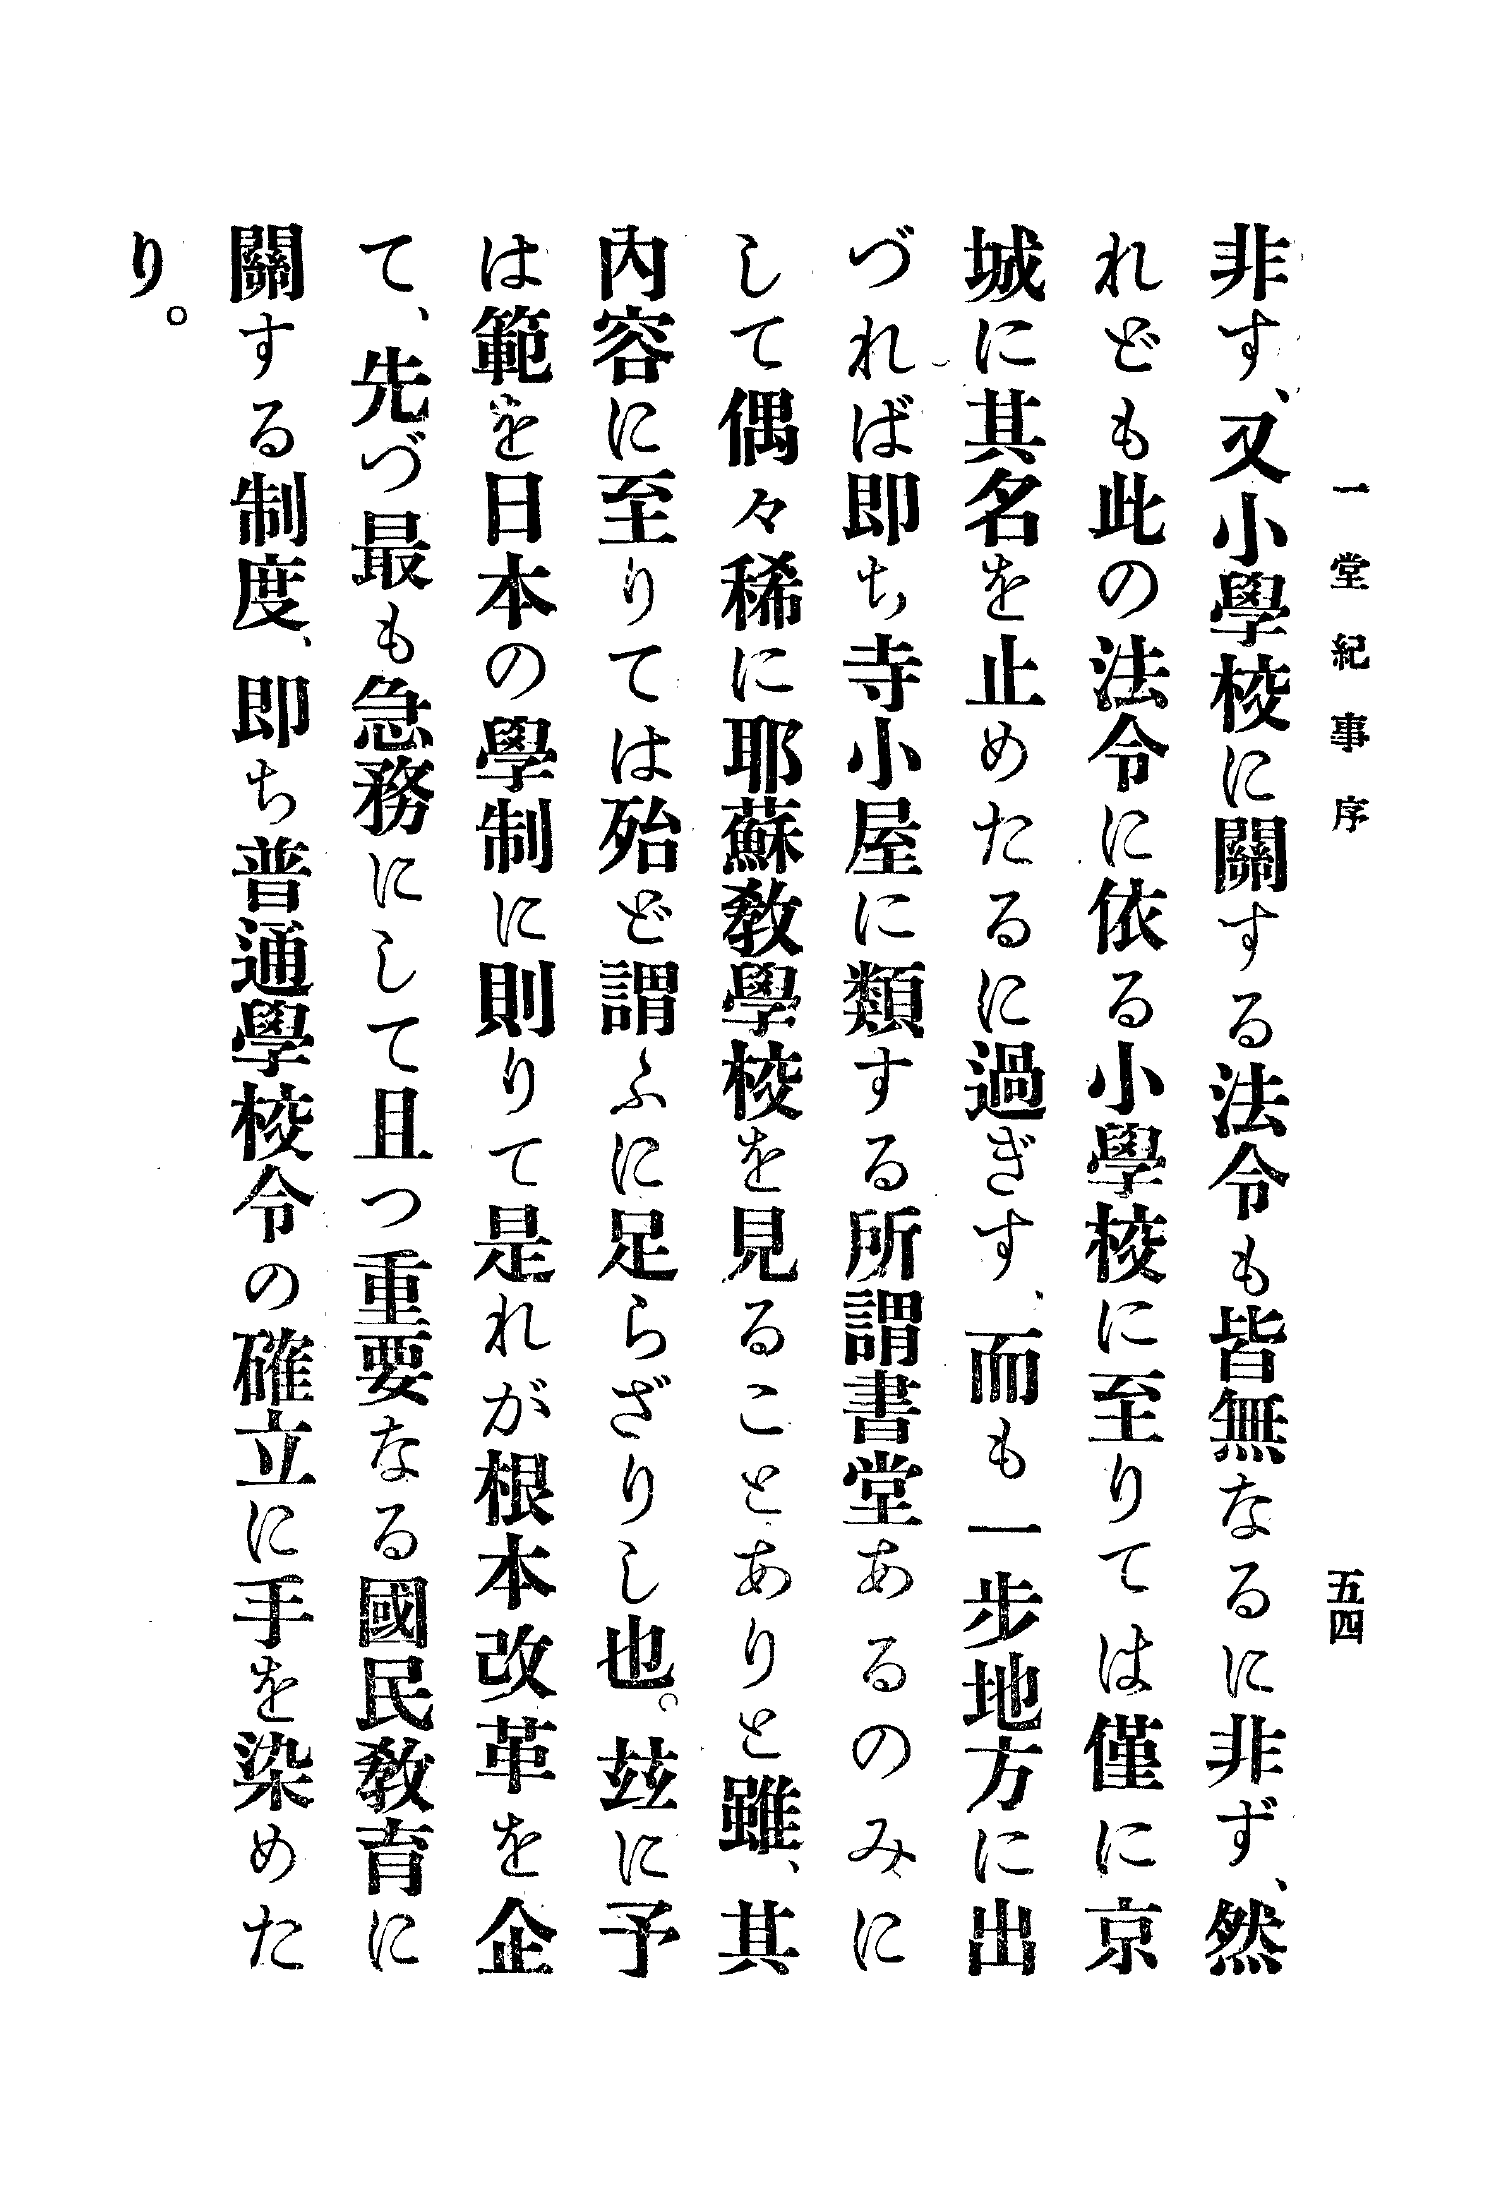 一堂紀事序
五四
非す、又小學校に關する法令も皆無なるに非ず、然
れども此の法令に依る小學校に至りては僅に京
城に其名を止めたるに過ぎす、而も一步地方に出
づれば即ち寺小屋に類する所謂書堂あるのみに
して偶々稀に耶蘇敎學校を見ることありと雖、其
內容に至りては殆ど謂ふに足らざりし也。玆に予
は範を日本の學制に則りて是れが根本改革を企
て、先づ最も急務にして且つ重要なる國民敎育に
關する制度、即ち普通學校令の確立に手を染めた
り。